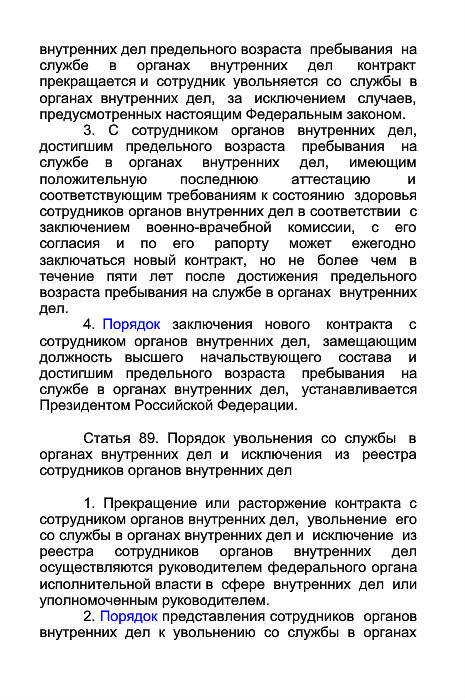 внутренних дел предельного возраста пребывания на
службе в органах внутренних дел контракт
прекращается и сотрудник увольняется со службы в
органах внутренних дел, за исключением случаев,
предусмотренных настоящим Федеральным законом.
3. С сотрудником органов внутренних дел,
достигшим предельного возраста пребывания на
службе в органах внутренних дел, имеющим
положительную последнюю аттестацию и
соответствующим требованиям к состоянию здоровья
сотрудников органов внутренних дел в соответствии с
заключением военно-врачебной комиссии, с его
согласия и по его рапорту может ежегодно
заключаться новый контракт, но не более чем в
течение пяти лет после достижения предельного
возраста пребывания на службе в органах внутренних
дел.
4. Порядок заключения нового контракта с
сотрудником органов внутренних дел, замещающим
должность высшего начальствующего состава и
достигшим предельного возраста пребывания на
службе в органах внутренних дел, устанавливается
Президентом Российской Федерации.
Статья 89. Порядок увольнения со службы в
органах внутренних дел и исключения из реестра
сотрудников органов внутренних дел
1. Прекращение или расторжение контракта с
сотрудником органов внутренних дел, увольнение его
со службы в органах внутренних дел и исключение из
реестра сотрудников органов внутренних дел
осуществляются руководителем федерального органа
исполнительной власти в сфере внутренних дел или
уполномоченным руководителем.
2. Порядок представления сотрудников органов
внутренних дел к увольнению со службы в органах